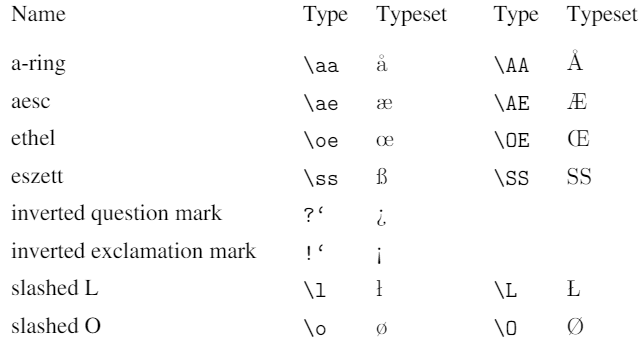 Name Type Typeset Type Typeset
a-ring \aa å \AA Å
aesc \ae æ \AE Æ
ethel \oe œ \OE Œ
eszett \ss ß \SS SS
inverted question mark ?‘ ¿
inverted exclamation mark !‘ ¡
slashed L \l ł \L Ł
slashed O \o ø \O Ø